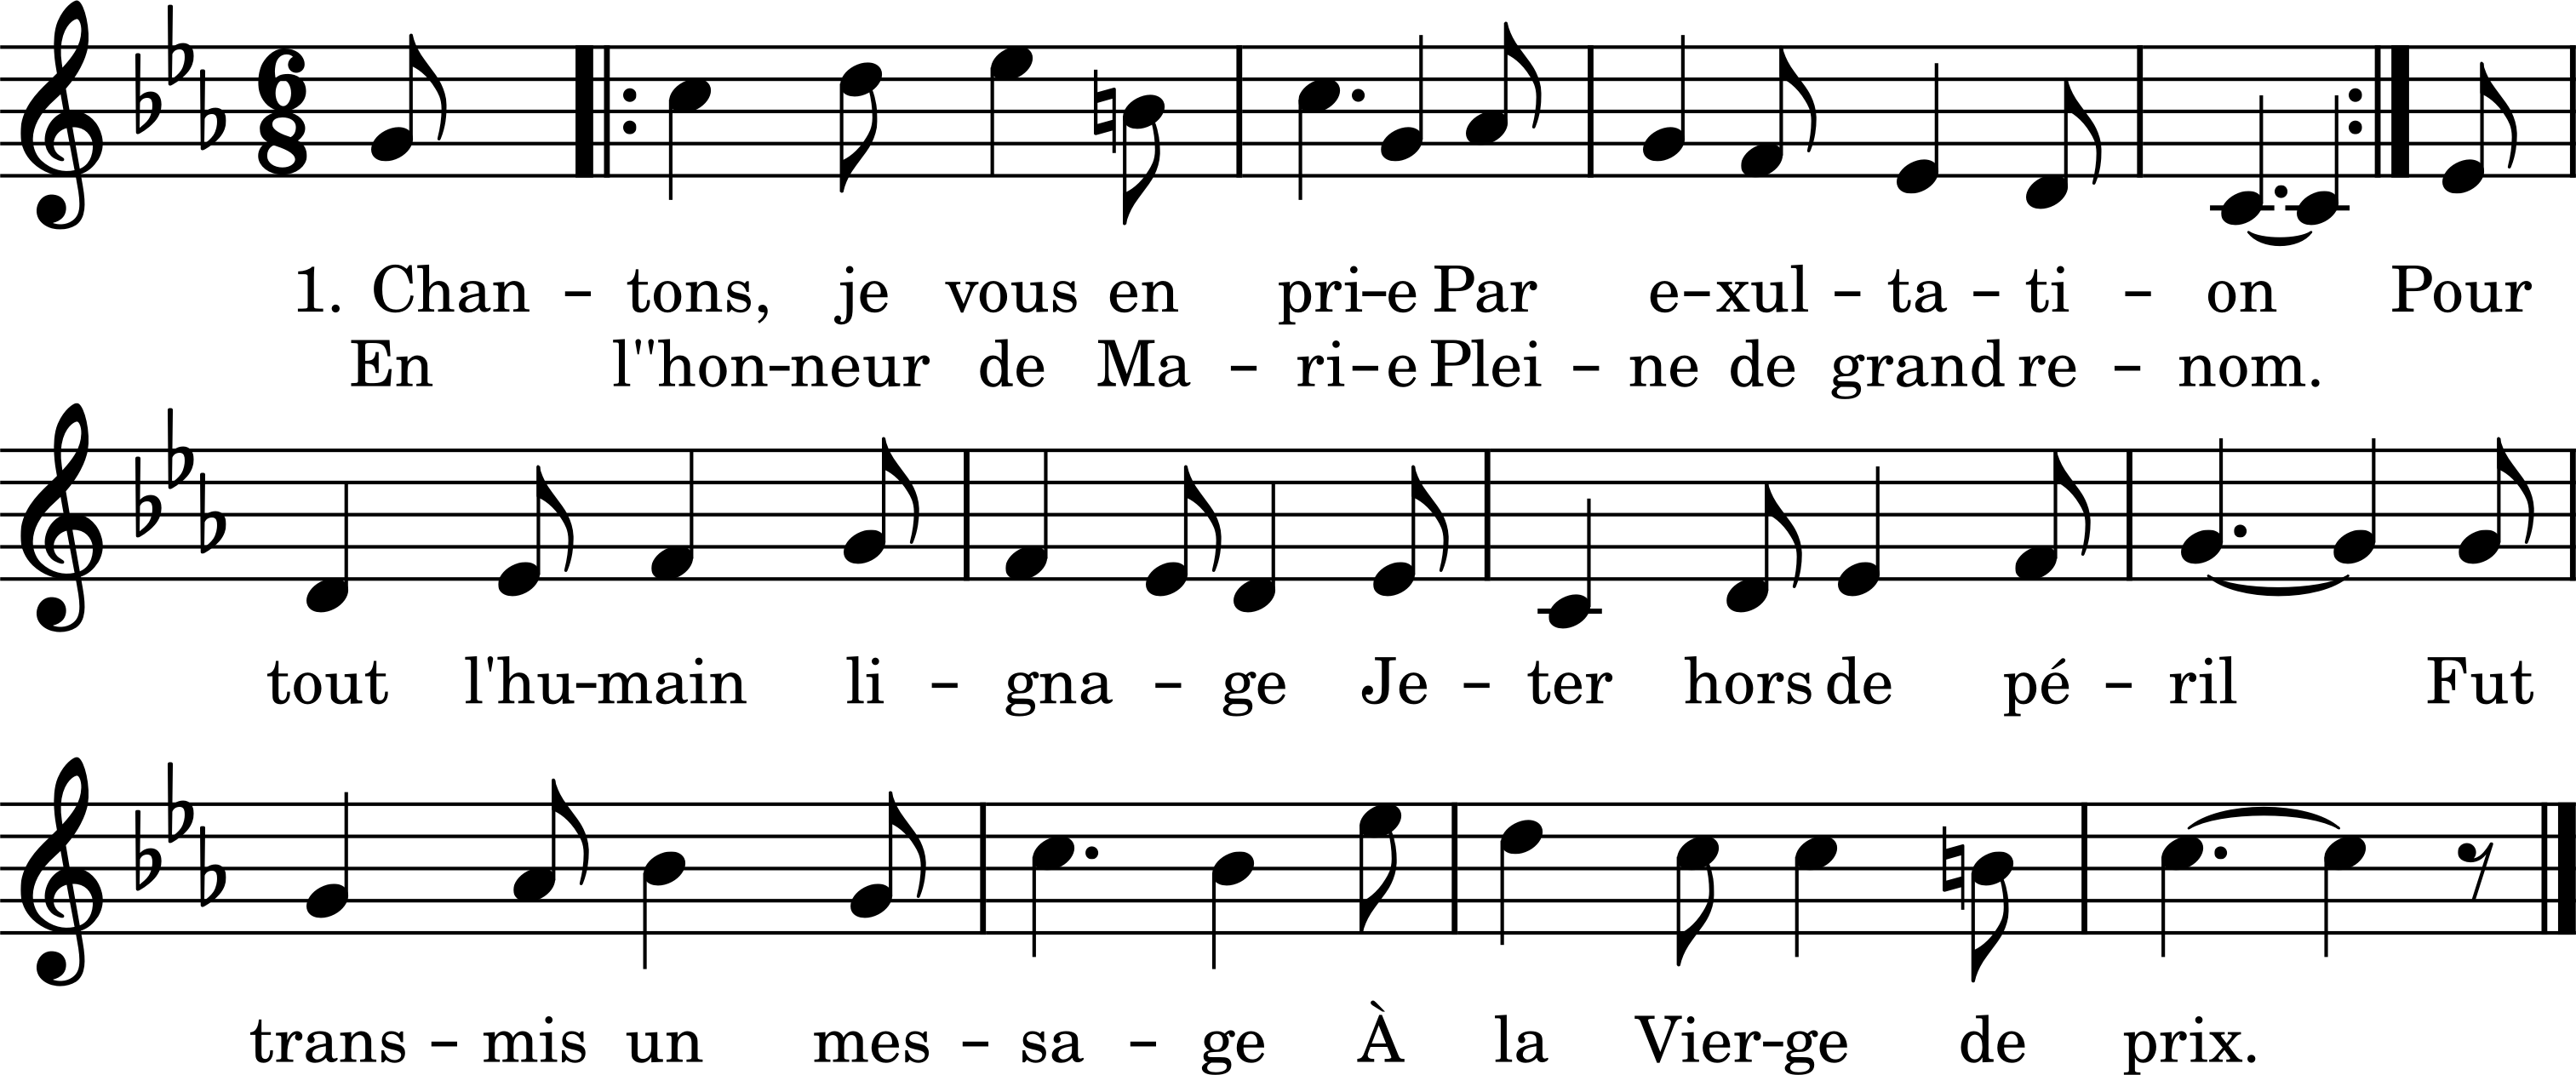 1. Chan – tons, je vous en pri–e Par e–xul – ta – ti – on Pour
En l''hon–neur de Ma – ri–e Plei – ne de grand re – nom.
tout l'hu–main li – gna – ge Je – ter hors de pé – ril Fut
trans – mis un mes – sa – ge À la Vier–ge de prix.